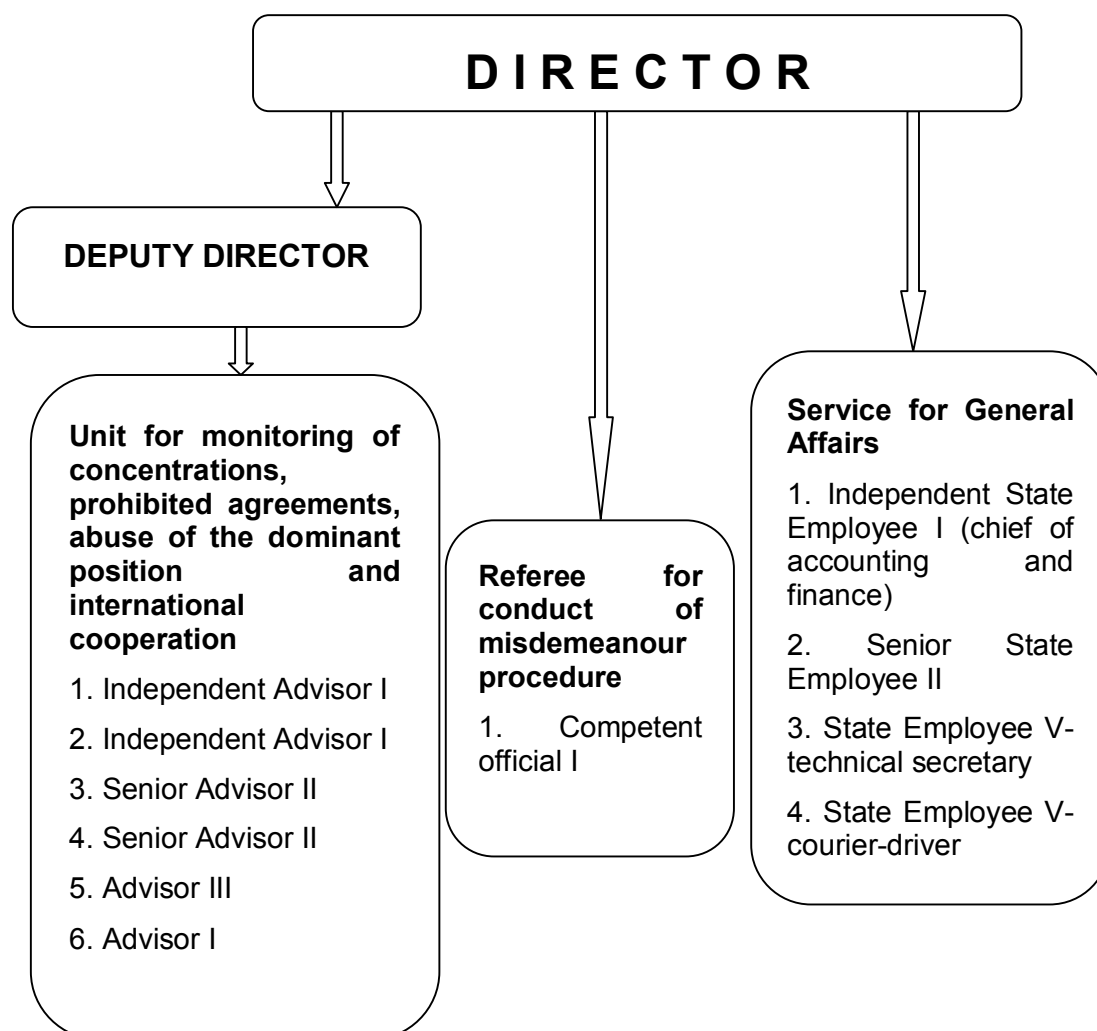 D I R E C T O R
DEPUTY DIRECTOR
Unit for monitoring of
concentrations,
prohibited agreements,
abuse of the dominant
position and
international
cooperation
1. Independent Advisor I
2. Independent Advisor I
3. Senior Advisor II
4. Senior Advisor II
5. Advisor III
6. Advisor I
Referee for
conduct of
misdemeanour
procedure
1. Competent
official I
Service for General
Affairs
1. Independent State
Employee I (chief of
accounting and
finance)
2. Senior State
Employee II
3. State Employee V-
technical secretary
4. State Employee V-
courier-driver